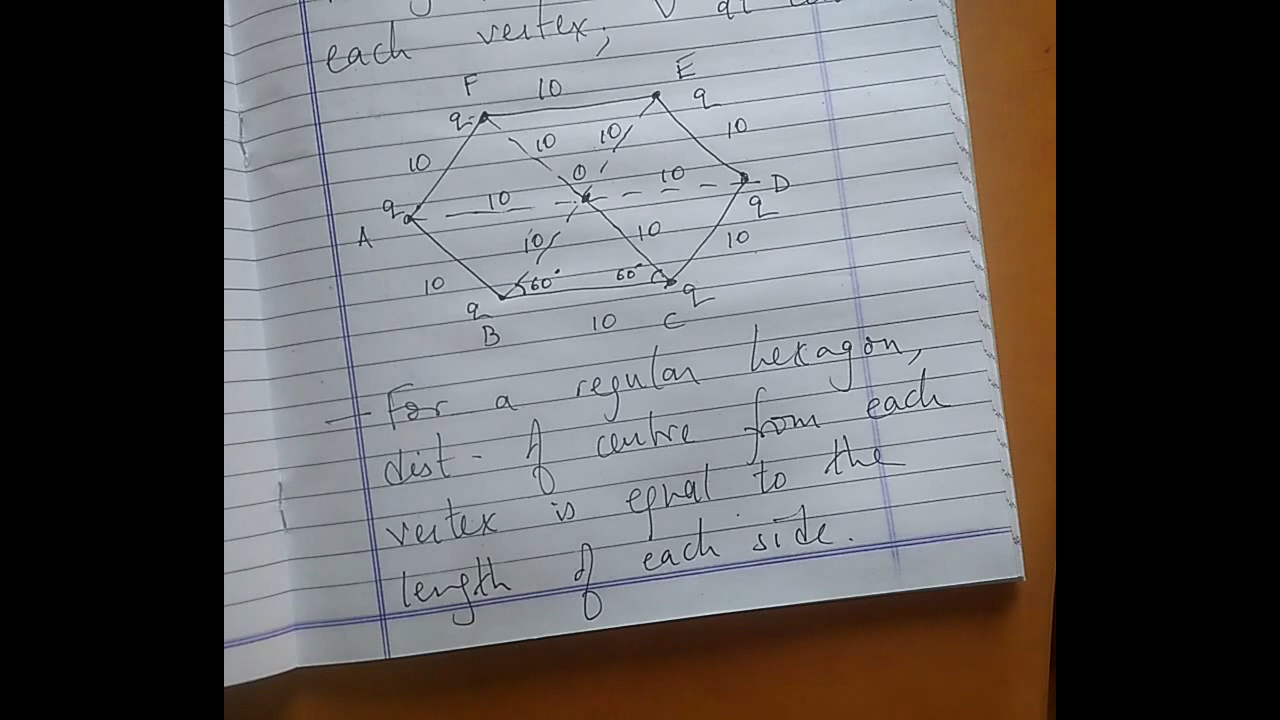 each vertex,
F 10 E
q q
10 10 10 10
O
q 10 10 D
A q
10 10 10 10
60° 60°
q q
B 10 C
— For a regular hexagon,
dist. of centre from each
vertex is equal to the
length of each side.